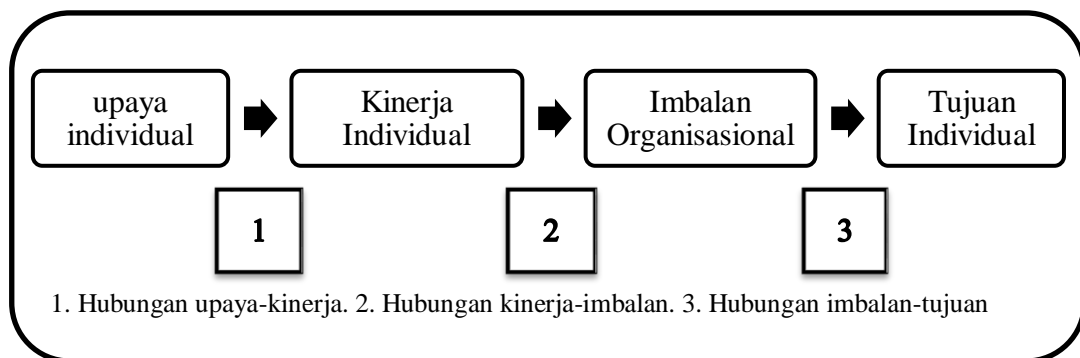 upaya
individual
Kinerja
Individual
Imbalan
Organisasional
Tujuan
Individual
1
2
3
1. Hubungan upaya-kinerja. 2. Hubungan kinerja-imbalan. 3. Hubungan imbalan-tujuan